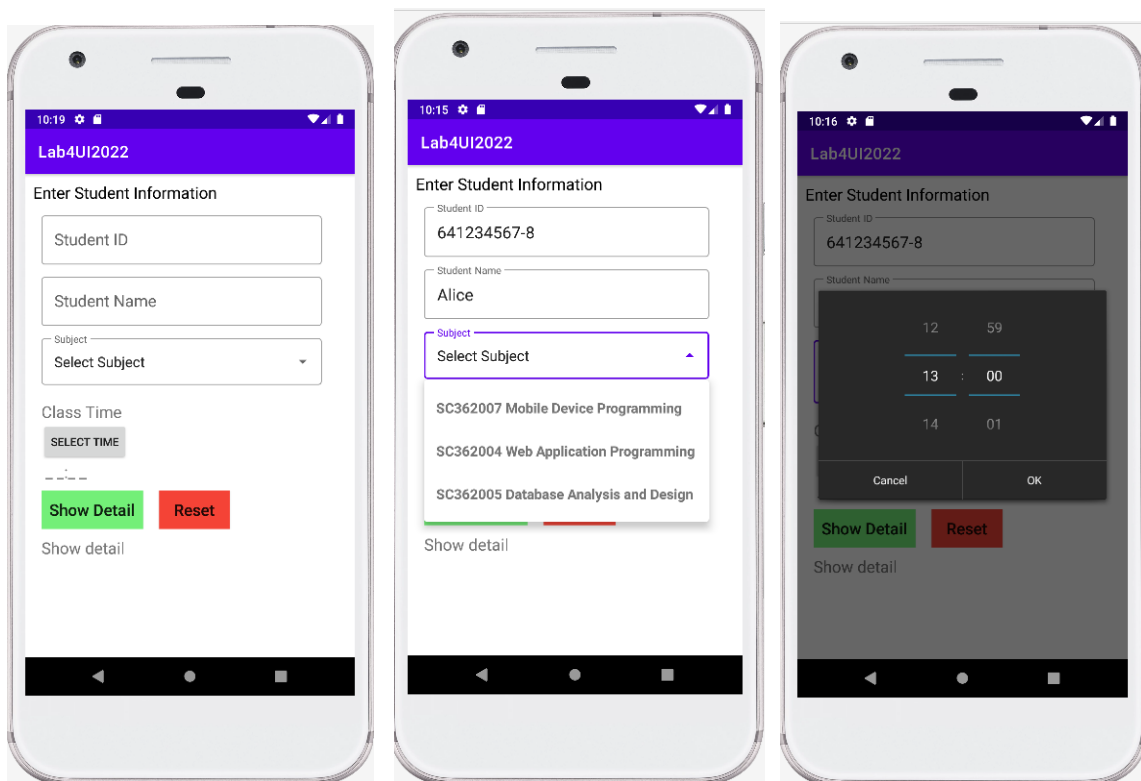 10:19
Lab4UI2022
Enter Student Information
Student ID
Student Name
Subject
Select Subject
Class Time
SELECT TIME
_ _:_ _
Show Detail Reset
Show detail
10:15
Lab4UI2022
Enter Student Information
Student ID
641234567-8
Student Name
Alice
Subject
Select Subject
SC362007 Mobile Device Programming
SC362004 Web Application Programming
SC362005 Database Analysis and Design
Show detail
10:16
Lab4UI2022
Enter Student Information
Student ID
641234567-8
Student Name
12 59
13 : 00
14 01
Cancel OK
Show Detail Reset
Show detail